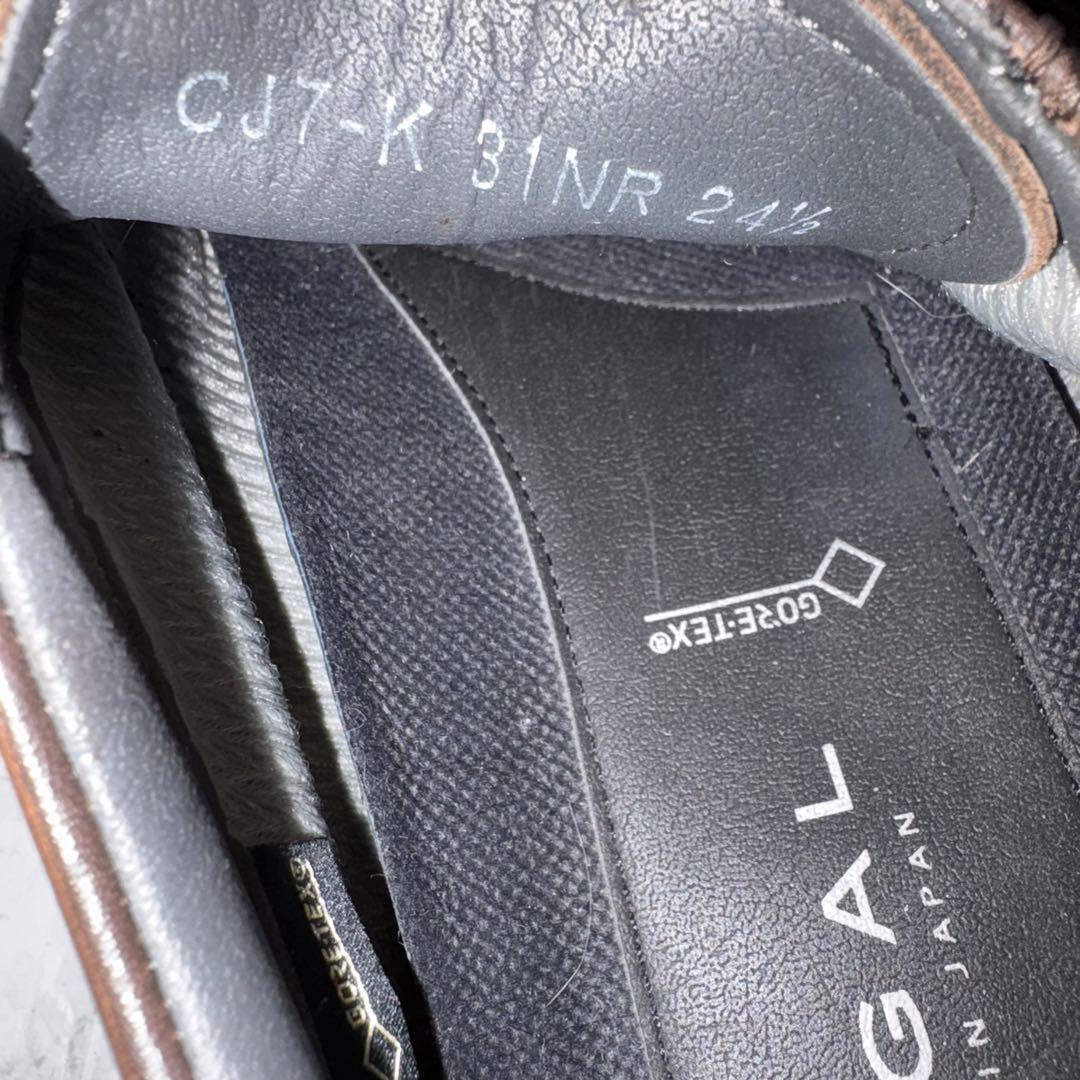 CJ7-K 31NR 24½
GORE-TEX®
GAL
IN JAPAN
GORE-TEX®